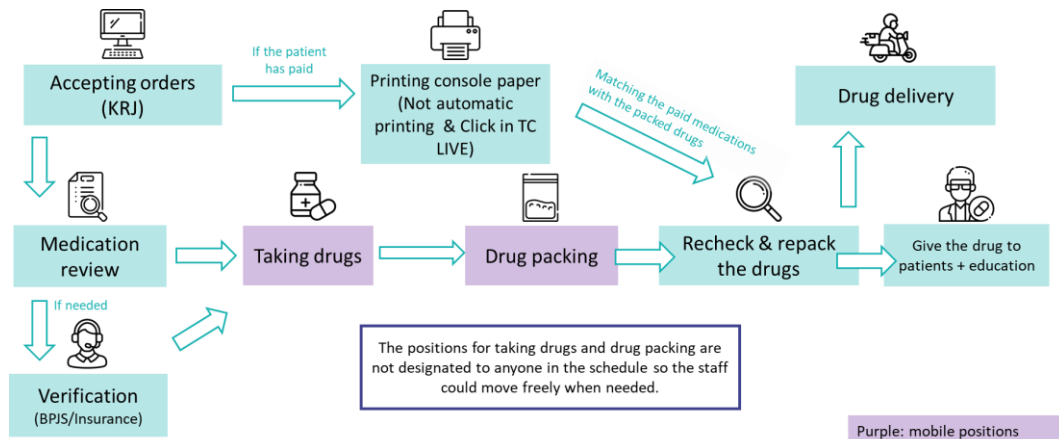 Accepting orders
(KRJ)
If the patient
has paid
Printing console paper
(Not automatic
printing & Click in TC
LIVE)
Matching the paid medications
with the packed drugs
Drug delivery
Medication
review
Taking drugs
Drug packing
Recheck & repack
the drugs
Give the drug to
patients + education
If needed
Verification
(BPJS/Insurance)
The positions for taking drugs and drug packing are
not designated to anyone in the schedule so the staff
could move freely when needed.
Purple: mobile positions